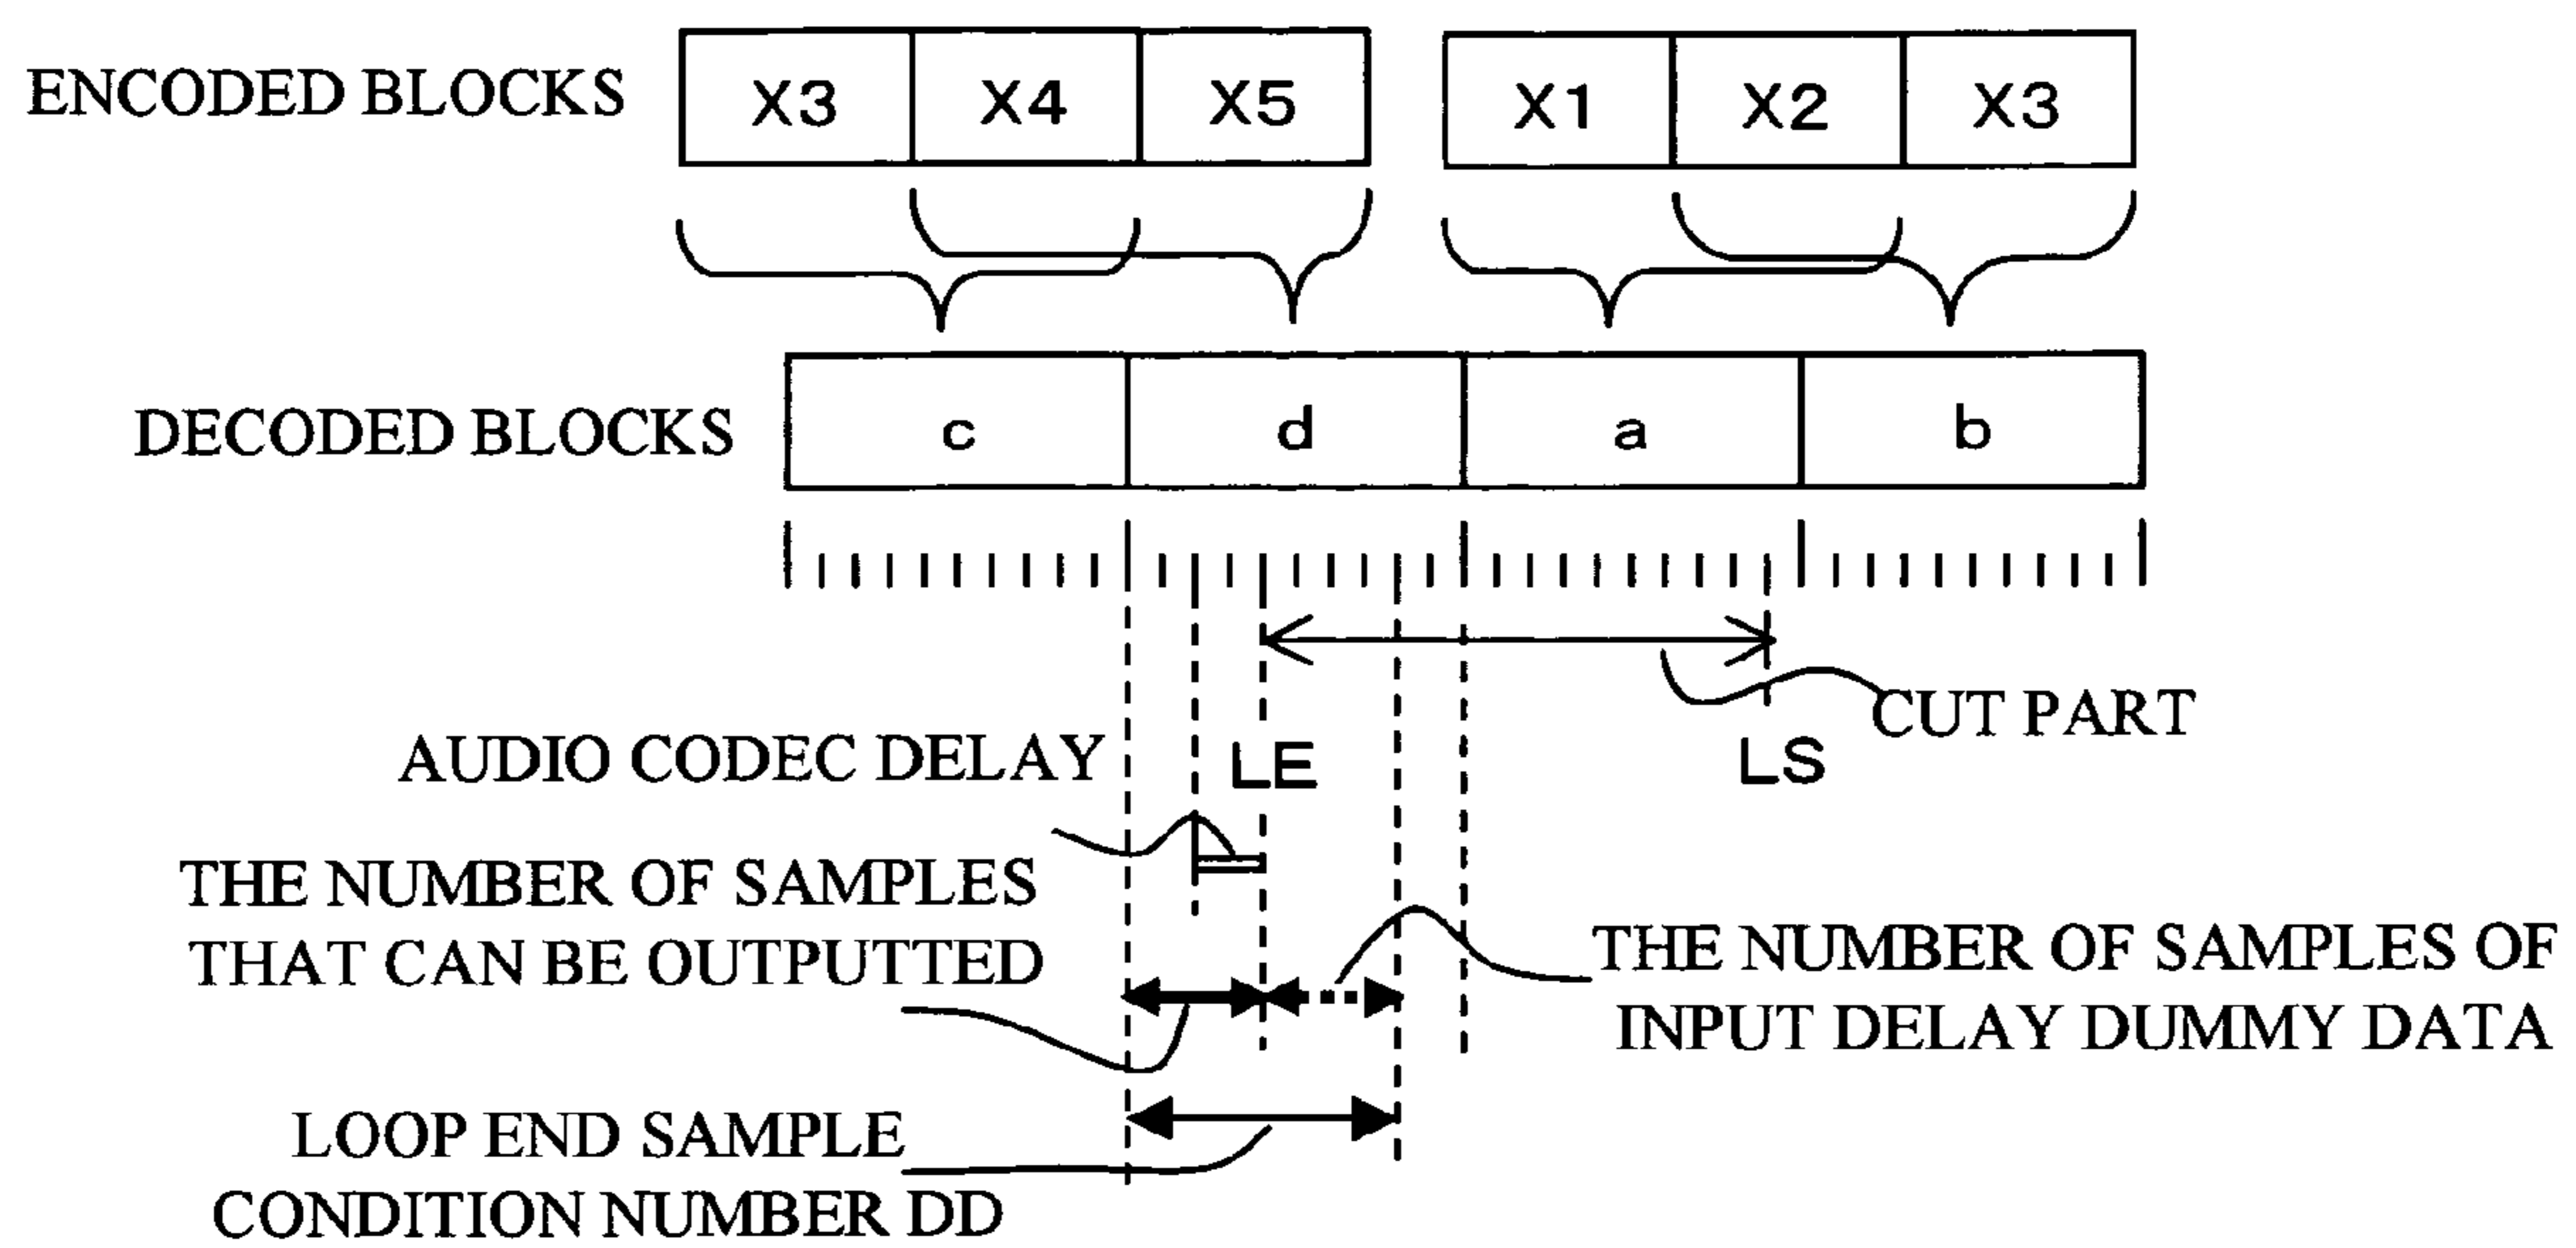 ENCODED BLOCKS X3 X4 X5 X1 X2 X3
DECODED BLOCKS c d a b
CUT PART
AUDIO CODEC DELAY LE LS
THE NUMBER OF SAMPLES
THAT CAN BE OUTPUTTED
THE NUMBER OF SAMPLES OF
INPUT DELAY DUMMY DATA
LOOP END SAMPLE
CONDITION NUMBER DD